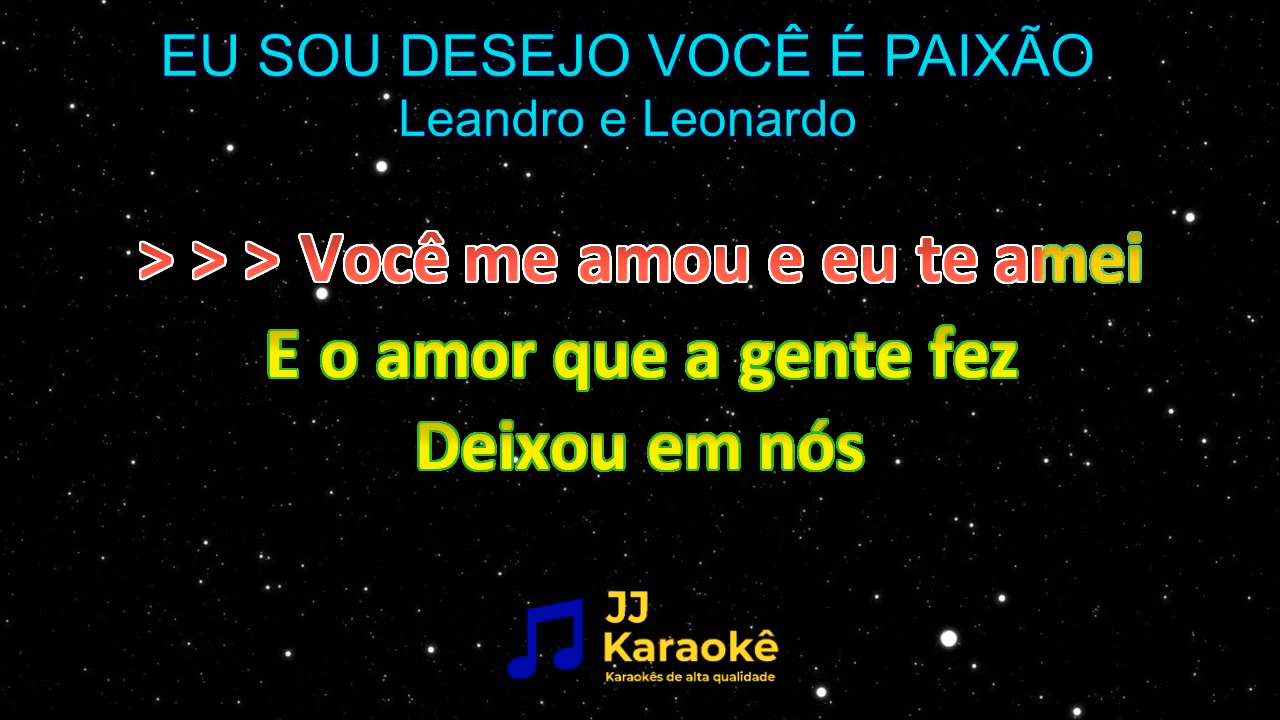 EU SOU DESEJO VOCÊ É PAIXÃO
Leandro e Leonardo
> > > Você me amou e eu te amei
E o amor que a gente fez
Deixou em nós
JJ
Karaokê
Karaokês de alta qualidade